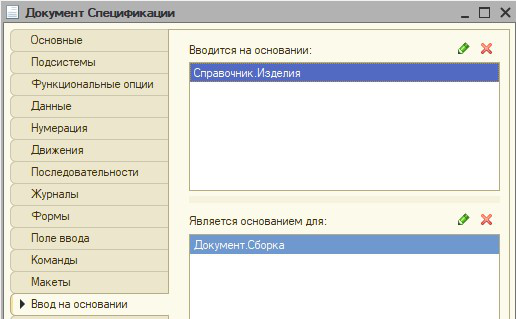 Документ Спецификации
Основные
Подсистемы
Функциональные опции
Данные
Нумерация
Движения
Последовательности
Журналы
Формы
Поле ввода
Команды
Макеты
Ввод на основании
Вводится на основании:
Справочник.Изделия
Является основанием для:
Документ.Сборка